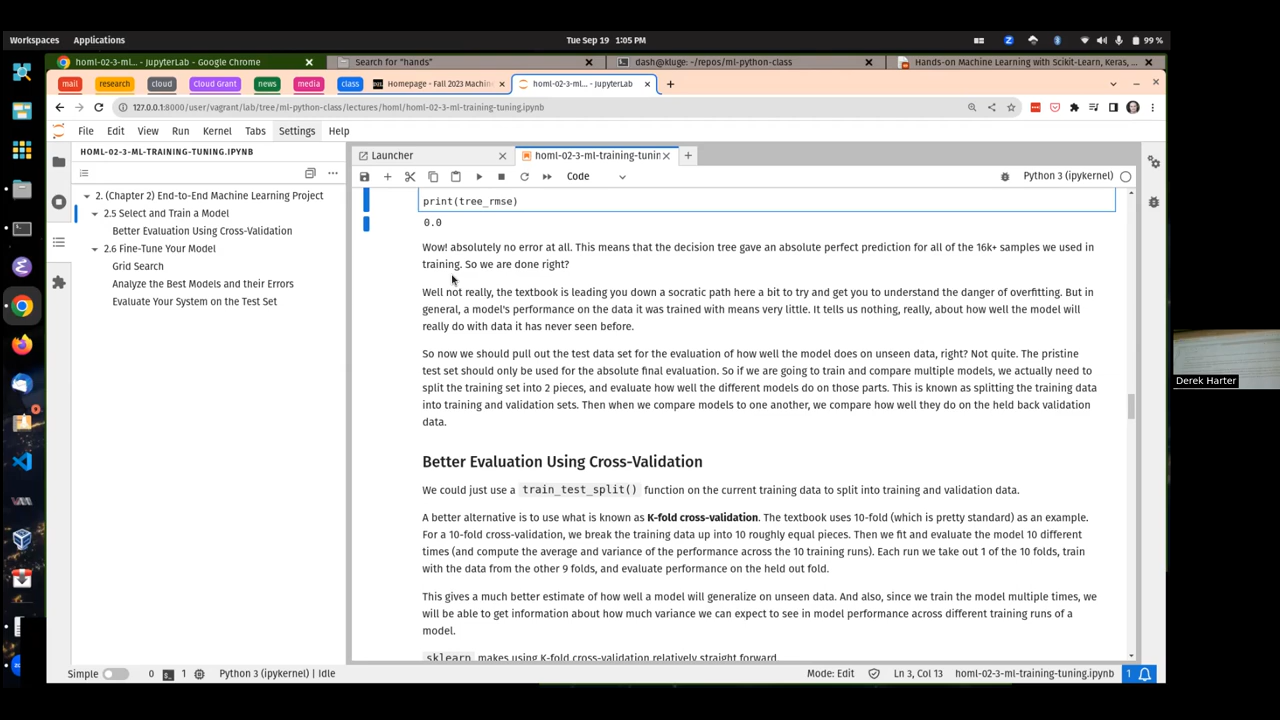 Workspaces Applications Tue Sep 19 1:05 PM 99 %
homl-02-3-ml... - JupyterLab - Google Chrome Search for "hands" dash@kluge: ~/repos/ml-python-class Hands-on Machine Learning with Scikit-Learn, Keras, ...
mail research cloud Cloud Grant news media class Homepage - Fall 2023 Machin homl-02-3-ml... - JupyterLab
127.0.0.1:8000/user/vagrant/lab/tree/ml-python-class/lectures/homl/homl-02-3-ml-training-tuning.ipynb
File Edit View Run Kernel Tabs Settings Help
HOML-02-3-ML-TRAINING-TUNING.IPYNB
Launcher homl-02-3-ml-training-tunin
Code Python 3 (ipykernel)
2. (Chapter 2) End-to-End Machine Learning Project
2.5 Select and Train a Model
Better Evaluation Using Cross-Validation
2.6 Fine-Tune Your Model
Grid Search
Analyze the Best Models and their Errors
Evaluate Your System on the Test Set
print(tree_rmse)
0.0
Wow! absolutely no error at all. This means that the decision tree gave an absolute perfect prediction for all of the 16k+ samples we used in
training. So we are done right?
Well not really, the textbook is leading you down a socratic path here a bit to try and get you to understand the danger of overfitting. But in
general, a model's performance on the data it was trained with means very little. It tells us nothing, really, about how well the model will
really do with data it has never seen before.
So now we should pull out the test data set for the evaluation of how well the model does on unseen data, right? Not quite. The pristine
test set should only be used for the absolute final evaluation. So if we are going to train and compare multiple models, we actually need to
split the training set into 2 pieces, and evaluate how well the different models do on those parts. This is known as splitting the training data
into training and validation sets. Then when we compare models to one another, we compare how well they do on the held back validation
data.
Better Evaluation Using Cross-Validation
We could just use a train_test_split() function on the current training data to split into training and validation data.
A better alternative is to use what is known as K-fold cross-validation. The textbook uses 10-fold (which is pretty standard) as an example.
For a 10-fold cross-validation, we break the training data up into 10 roughly equal pieces. Then we fit and evaluate the model 10 different
times (and compute the average and variance of the performance across the 10 training runs). Each run we take out 1 of the 10 folds, train
with the data from the other 9 folds, and evaluate performance on the held out fold.
This gives a much better estimate of how well a model will generalize on unseen data. And also, since we train the model multiple times, we
will be able to get information about how much variance we can expect to see in model performance across different training runs of a
model.
sklearn makes using K-fold cross-validation relatively straight forward
Simple 0 1 Python 3 (ipykernel) | Idle Mode: Edit Ln 3, Col 13 homl-02-3-ml-training-tuning.ipynb 1
Derek Harter